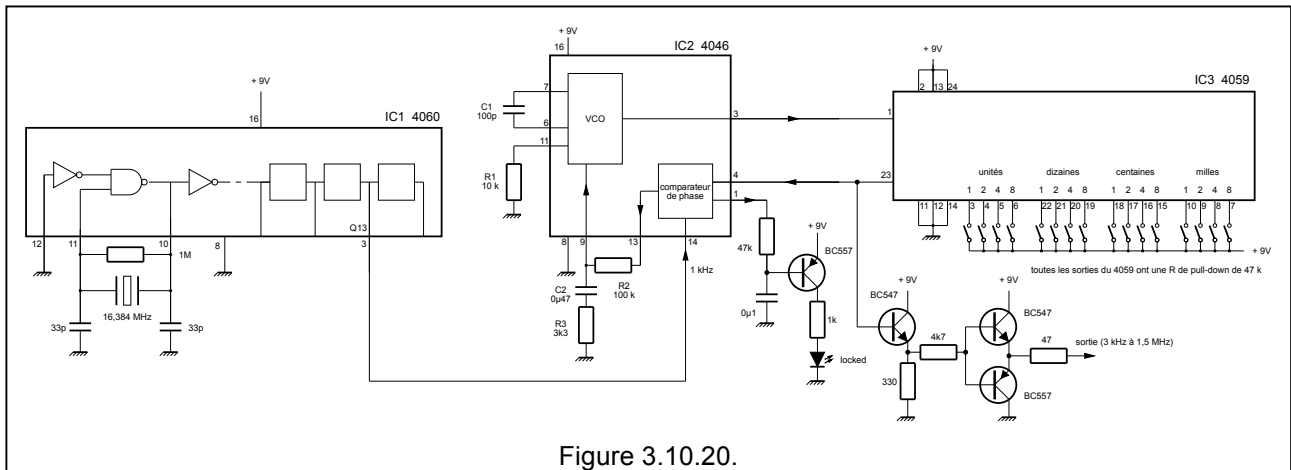 + 9V
IC1 4060
16
Q13
12
11
10
8
3
1M
16,384 MHz
33p
33p
+ 9V
16
IC2 4046
7
C1
100p
6
11
VCO
3
R1
10 k
4
1
comparateur
de phase
8
9
13
14
1 kHz
R2
100 k
C2
0µ47
R3
3k3
47k
+ 9V
BC557
0µ1
1k
locked
+ 9V
2 13 24
IC3 4059
1
23
unités dizaines centaines milles
1 2 4 8 1 2 4 8 1 2 4 8 1 2 4 8
11 12 14 3 4 5 6 22 21 20 19 18 17 16 15 10 9 8 7
+ 9V
toutes les sorties du 4059 ont une R de pull-down de 47 k
+ 9V
BC547
4k7
330
+ 9V
BC547
47
sortie (3 kHz à 1,5 MHz)
BC557
Figure 3.10.20.